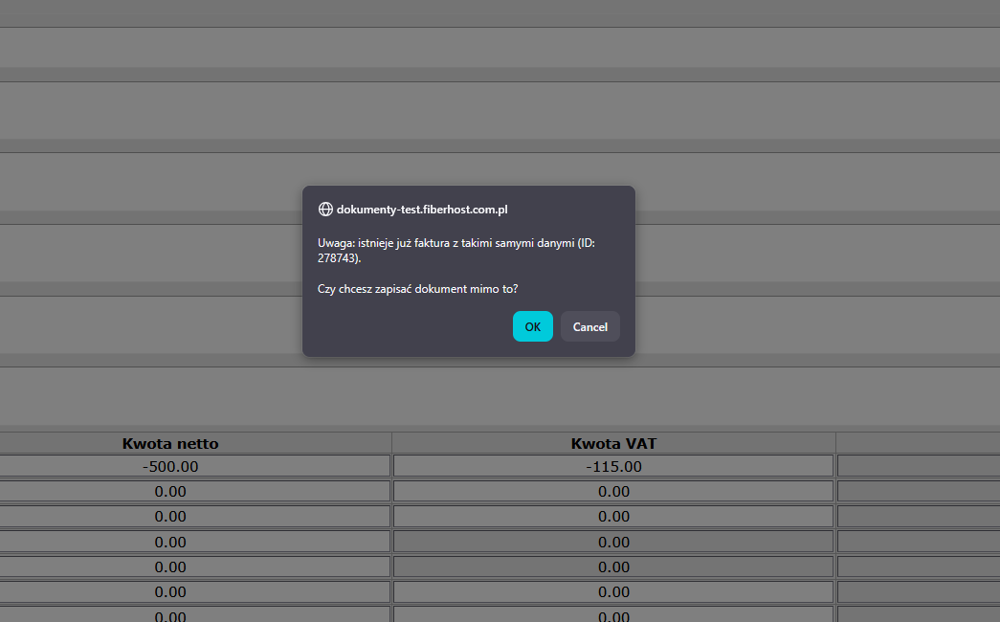 dokumenty-test.fiberhost.com.pl
Uwaga: istnieje już faktura z takimi samymi danymi (ID:
278743).
Czy chcesz zapisać dokument mimo to?
OK Cancel
Kwota netto Kwota VAT
-500.00 -115.00
0.00 0.00
0.00 0.00
0.00 0.00
0.00 0.00
0.00 0.00
0.00 0.00